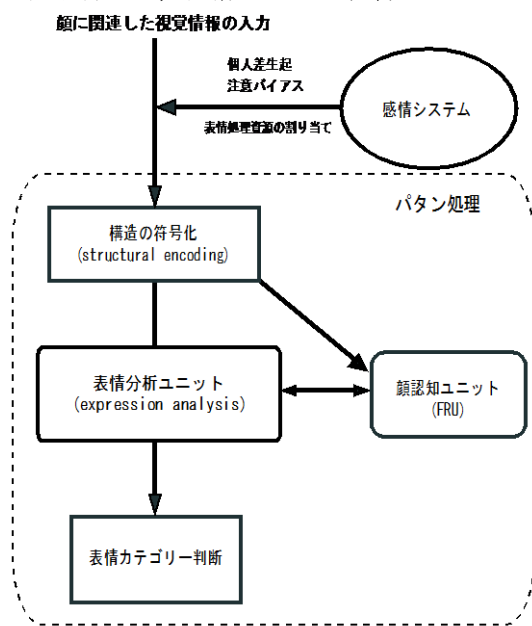 顔に関連した視覚情報の入力
個人差生起
注意バイアス
感情システム
表情処理資源の割り当て
パタン処理
構造の符号化
(structural encoding)
表情分析ユニット
(expression analysis)
顔認知ユニット
(FRU)
表情カテゴリー判断